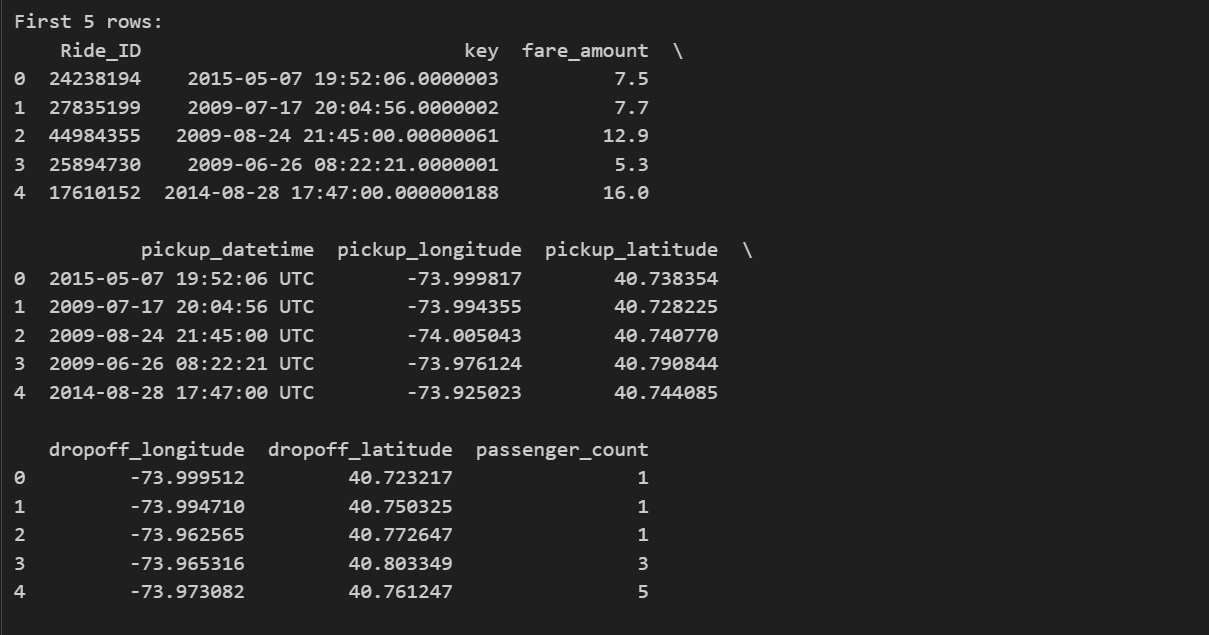 First 5 rows:
    Ride_ID                            key  fare_amount  \
0  24238194    2015-05-07 19:52:06.0000003          7.5
1  27835199    2009-07-17 20:04:56.0000002          7.7
2  44984355   2009-08-24 21:45:00.00000061         12.9
3  25894730    2009-06-26 08:22:21.0000001          5.3
4  17610152  2014-08-28 17:47:00.000000188         16.0

           pickup_datetime  pickup_longitude  pickup_latitude  \
0  2015-05-07 19:52:06 UTC        -73.999817        40.738354
1  2009-07-17 20:04:56 UTC        -73.994355        40.728225
2  2009-08-24 21:45:00 UTC        -74.005043        40.740770
3  2009-06-26 08:22:21 UTC        -73.976124        40.790844
4  2014-08-28 17:47:00 UTC        -73.925023        40.744085

   dropoff_longitude  dropoff_latitude  passenger_count
0         -73.999512         40.723217                1
1         -73.994710         40.750325                1
2         -73.962565         40.772647                1
3         -73.965316         40.803349                3
4         -73.973082         40.761247                5